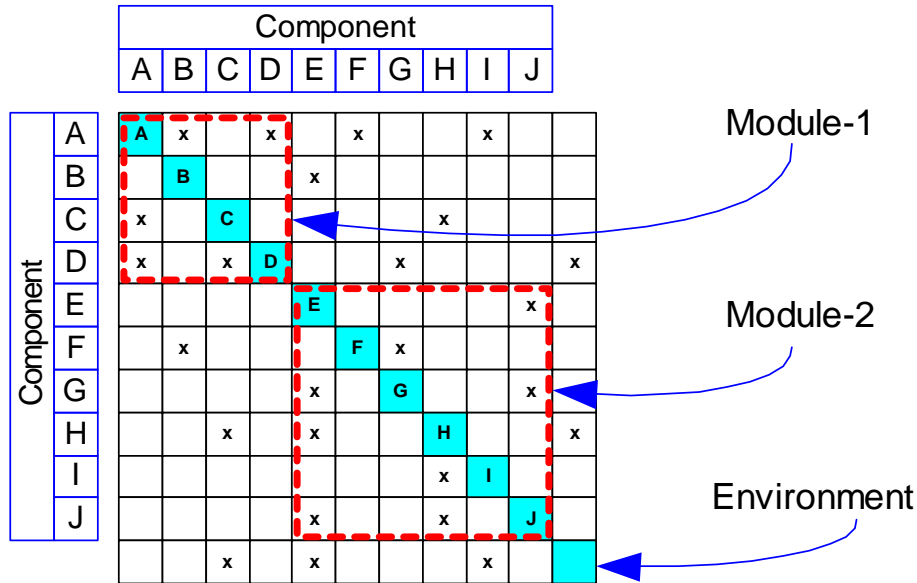 Component
A B C D E F G H I J
Component
A A x x x x Module-1
B B x
C x C x
D x x D x x
E E x Module-2
F x F x
G x G x
H x x H x
I x I Environment
J x x J
x x x